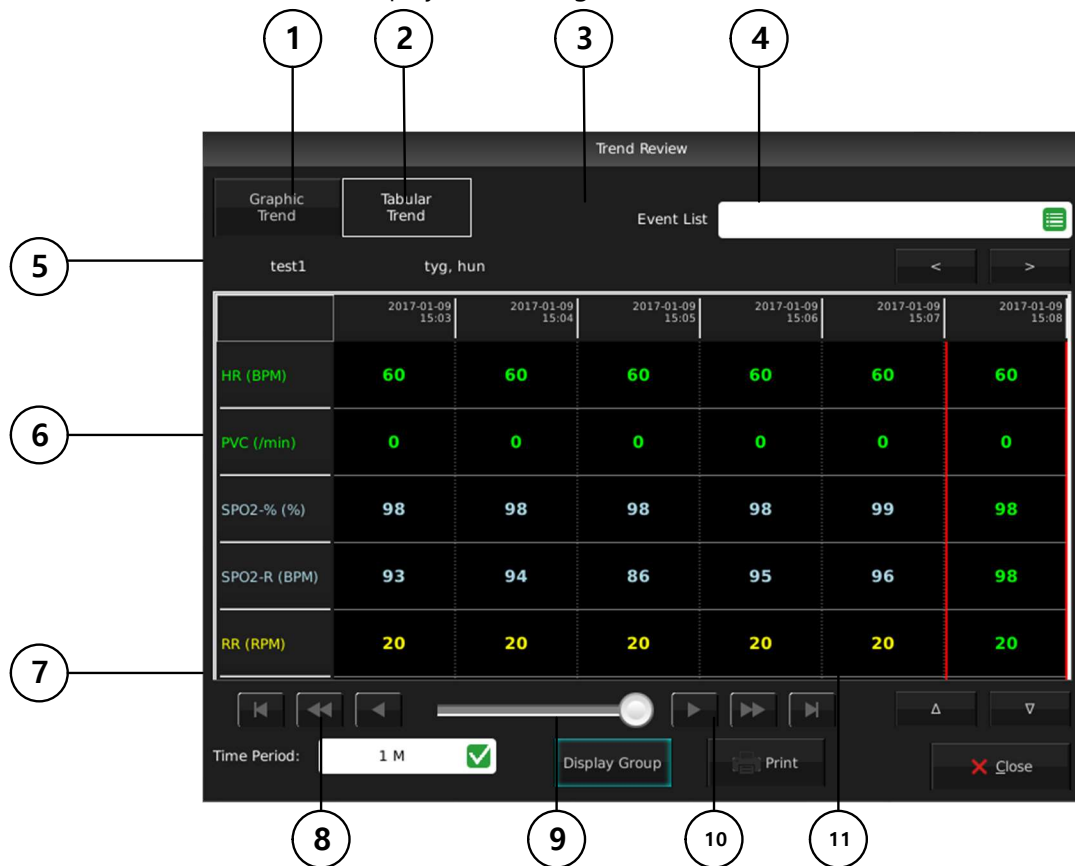 1 2 3 4
Trend Review
Graphic Trend
Tabular Trend
Event List
5
test1 tyg, hun < >
2017-01-09 15:03
2017-01-09 15:04
2017-01-09 15:05
2017-01-09 15:06
2017-01-09 15:07
2017-01-09 15:08
HR (BPM) 60 60 60 60 60 60
6
PVC (/min) 0 0 0 0 0 0
SPO2-% (%) 98 98 98 98 99 98
SPO2-R (BPM) 93 94 86 95 96 98
RR (RPM) 20 20 20 20 20 20
7
Time Period: 1 M Display Group Print Close
8 9 10 11